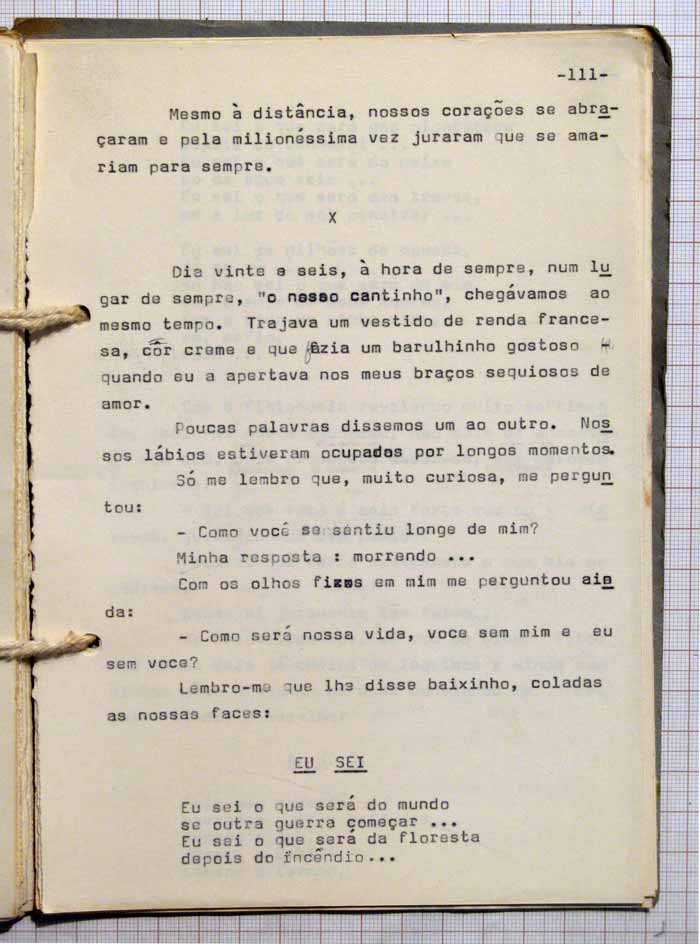 -111-
Mesmo à distância, nossos corações se abra-
çaram e pela milionéssima vez juraram que se ama-
riam para sempre.
X
Dia vinte e seis, à hora de sempre, num lu
gar de sempre, "o nosso cantinho", chegávamos ao
mesmo tempo. Trajava um vestido de renda france-
sa, côr creme e que fazia um barulhinho gostoso
quando eu a apertava nos meus braços sequiosos de
amor.
Poucas palavras dissemos um ao outro. Nos
sos lábios estiveram ocupados por longos momentos.
Só me lembro que, muito curiosa, me pergun
tou:
- Como você se sentiu longe de mim?
Minha resposta : morrendo ...
Com os olhos fixos em mim me perguntou ain
da:
- Como será nossa vida, voce sem mim e eu
sem voce?
Lembro-me que lhe disse baixinho, coladas
as nossas faces:
EU SEI
Eu sei o que será do mundo
se outra guerra começar ...
Eu sei o que será da floresta
depois do incêndio...